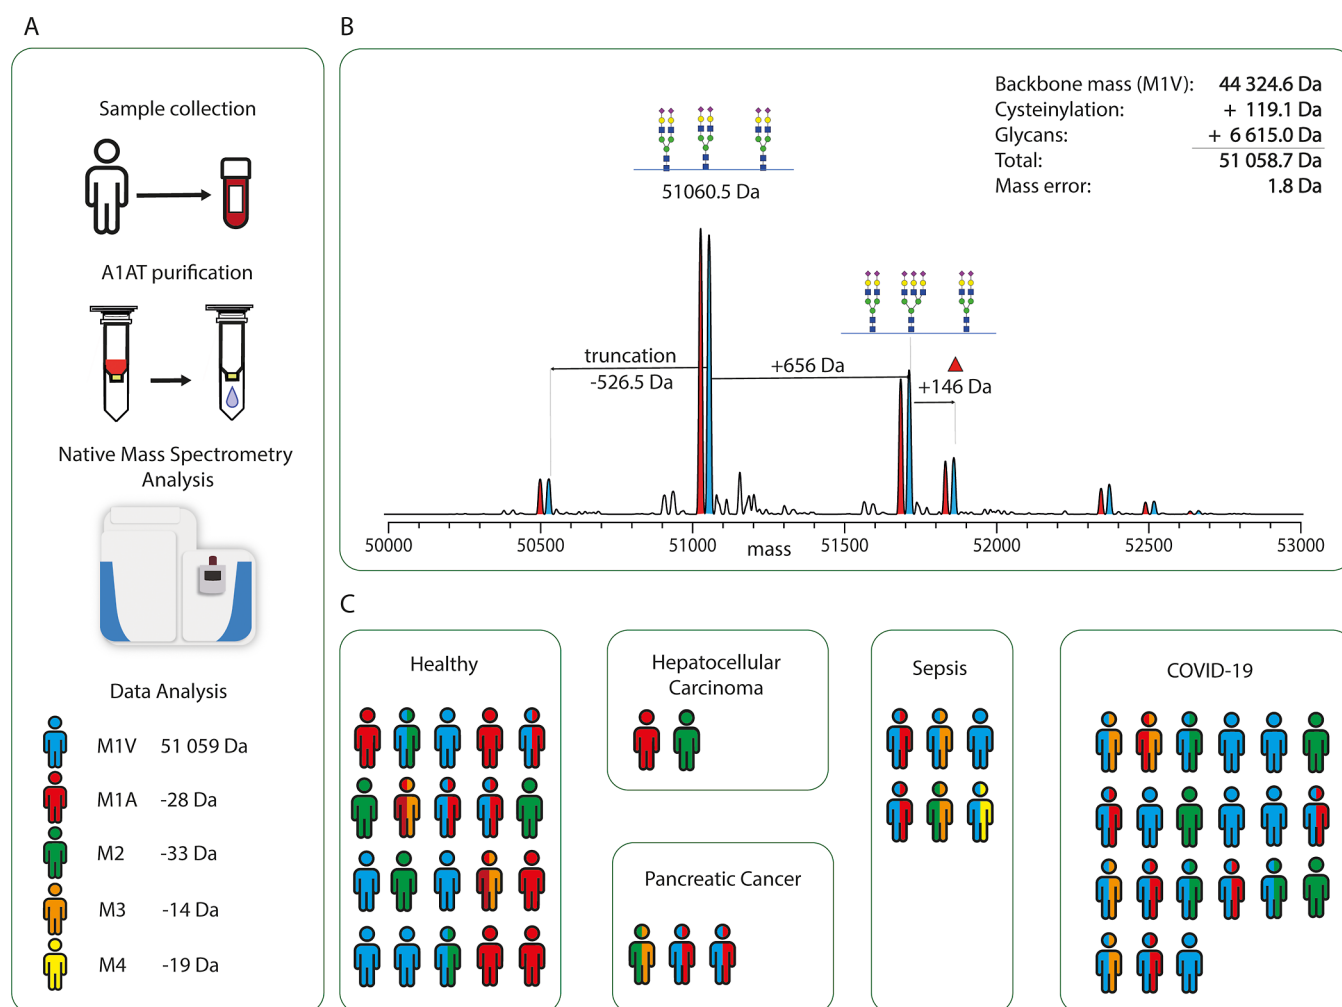 A
Sample collection
A1AT purification
Native Mass Spectrometry
Analysis
Data Analysis
M1V 51 059 Da
M1A -28 Da
M2 -33 Da
M3 -14 Da
M4 -19 Da
B
Backbone mass (M1V): 44 324.6 Da
Cysteinylation: + 119.1 Da
Glycans: + 6 615.0 Da
Total: 51 058.7 Da
Mass error: 1.8 Da
51060.5 Da
truncation
-526.5 Da
+656 Da
+146 Da
50000 50500 51000 51500 52000 52500 53000
mass
C
Healthy
Hepatocellular
Carcinoma
Pancreatic Cancer
Sepsis
COVID-19